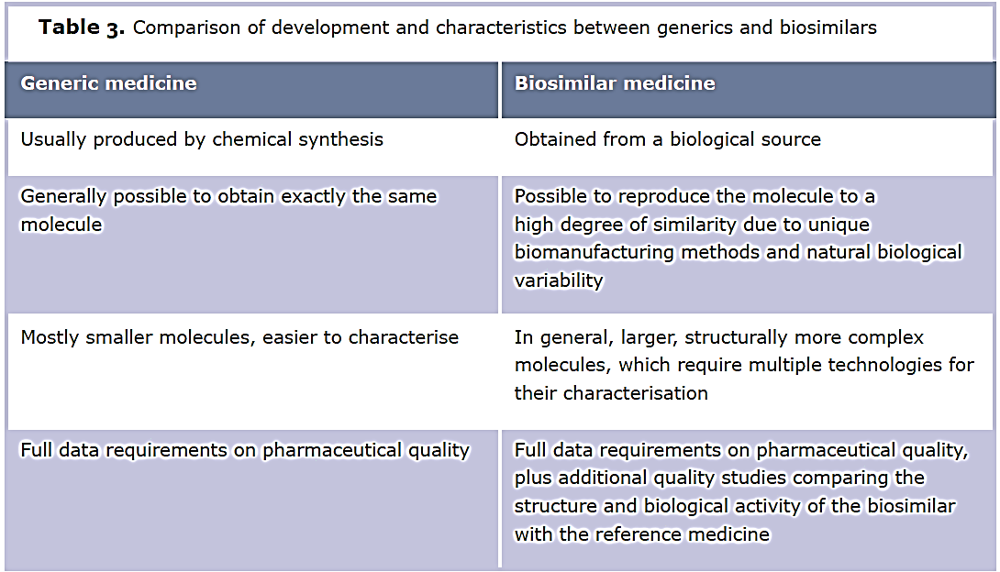 Table 3. Comparison of development and characteristics between generics and biosimilars
Generic medicine
Biosimilar medicine
Usually produced by chemical synthesis
Obtained from a biological source
Generally possible to obtain exactly the same
molecule
Possible to reproduce the molecule to a
high degree of similarity due to unique
biomanufacturing methods and natural biological
variability
Mostly smaller molecules, easier to characterise
In general, larger, structurally more complex
molecules, which require multiple technologies for
their characterisation
Full data requirements on pharmaceutical quality
Full data requirements on pharmaceutical quality,
plus additional quality studies comparing the
structure and biological activity of the biosimilar
with the reference medicine